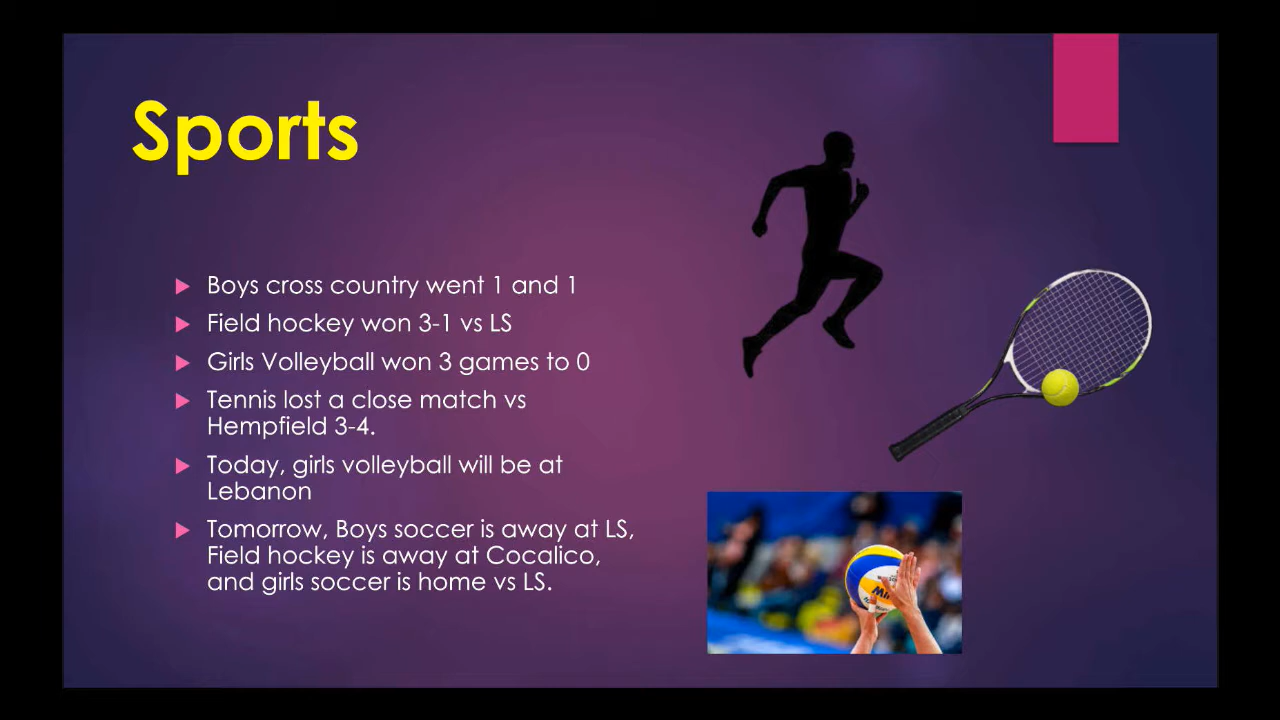 Sports
Boys cross country went 1 and 1
Field hockey won 3-1 vs LS
Girls Volleyball won 3 games to 0
Tennis lost a close match vs
Hempfield 3-4.
Today, girls volleyball will be at
Lebanon
Tomorrow, Boys soccer is away at LS,
Field hockey is away at Cocalico,
and girls soccer is home vs LS.